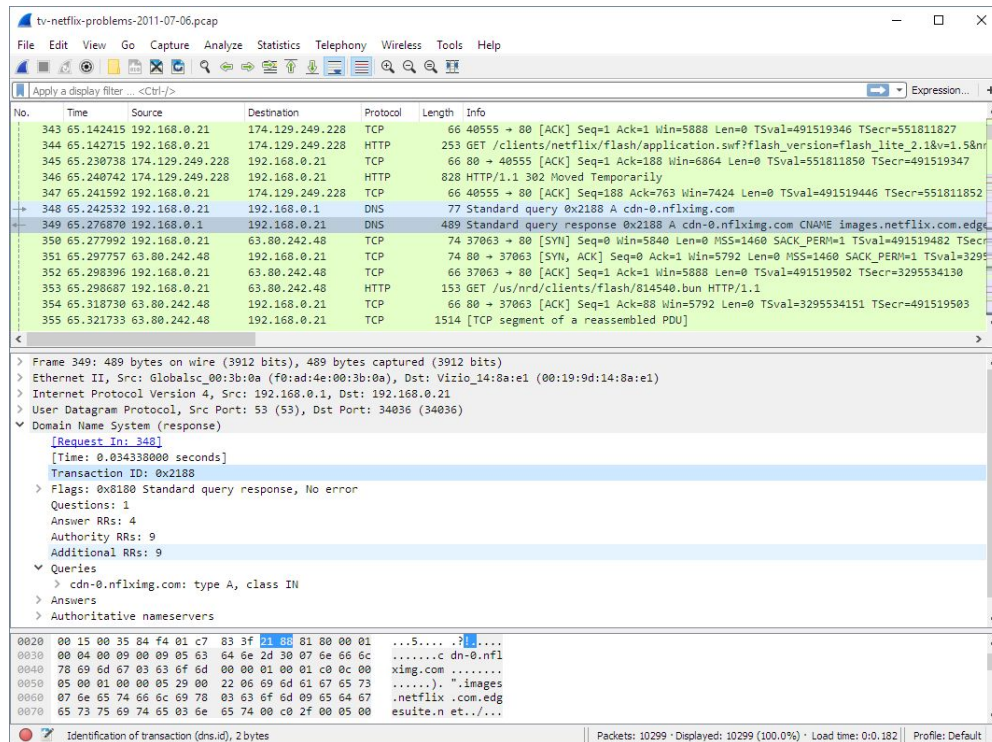 tv-netflix-problems-2011-07-06.pcap
File Edit View Go Capture Analyze Statistics Telephony Wireless Tools Help
Apply a display filter ... <Ctrl-/> Expression... +
No. Time Source Destination Protocol Length Info
343 65.142415 192.168.0.21 174.129.249.228 TCP 66 40555 → 80 [ACK] Seq=1 Ack=1 Win=5888 Len=0 TSval=491519346 TSecr=551811827
344 65.142715 192.168.0.21 174.129.249.228 HTTP 253 GET /clients/netflix/flash/application.swf?flash_version=flash_lite_2.1&v=1.5&nr
345 65.230738 174.129.249.228 192.168.0.21 TCP 66 80 → 40555 [ACK] Seq=1 Ack=188 Win=6864 Len=0 TSval=551811850 TSecr=491519347
346 65.240742 174.129.249.228 192.168.0.21 HTTP 828 HTTP/1.1 302 Moved Temporarily
347 65.241592 192.168.0.21 174.129.249.228 TCP 66 40555 → 80 [ACK] Seq=188 Ack=763 Win=7424 Len=0 TSval=491519446 TSecr=551811852
348 65.242532 192.168.0.21 192.168.0.1 DNS 77 Standard query 0x2188 A cdn-0.nflximg.com
349 65.276870 192.168.0.1 192.168.0.21 DNS 489 Standard query response 0x2188 A cdn-0.nflximg.com CNAME images.netflix.com.edge
350 65.277992 192.168.0.21 63.80.242.48 TCP 74 37063 → 80 [SYN] Seq=0 Win=5840 Len=0 MSS=1460 SACK_PERM=1 TSval=491519482 TSecr
351 65.297757 63.80.242.48 192.168.0.21 TCP 74 80 → 37063 [SYN, ACK] Seq=0 Ack=1 Win=5792 Len=0 MSS=1460 SACK_PERM=1 TSval=3295
352 65.298396 192.168.0.21 63.80.242.48 TCP 66 37063 → 80 [ACK] Seq=1 Ack=1 Win=5888 Len=0 TSval=491519502 TSecr=3295534130
353 65.298687 192.168.0.21 63.80.242.48 HTTP 153 GET /us/nrd/clients/flash/814540.bun HTTP/1.1
354 65.318730 63.80.242.48 192.168.0.21 TCP 66 80 → 37063 [ACK] Seq=1 Ack=88 Win=5792 Len=0 TSval=3295534151 TSecr=491519503
355 65.321733 63.80.242.48 192.168.0.21 TCP 1514 [TCP segment of a reassembled PDU]
Frame 349: 489 bytes on wire (3912 bits), 489 bytes captured (3912 bits)
Ethernet II, Src: Globalsc_00:3b:0a (f0:ad:4e:00:3b:0a), Dst: Vizio_14:8a:e1 (00:19:9d:14:8a:e1)
Internet Protocol Version 4, Src: 192.168.0.1, Dst: 192.168.0.21
User Datagram Protocol, Src Port: 53 (53), Dst Port: 34036 (34036)
Domain Name System (response)
[Request In: 348]
[Time: 0.034338000 seconds]
Transaction ID: 0x2188
Flags: 0x8180 Standard query response, No error
Questions: 1
Answer RRs: 4
Authority RRs: 9
Additional RRs: 9
Queries
cdn-0.nflximg.com: type A, class IN
Answers
Authoritative nameservers
0020 00 15 00 35 84 f4 01 c7 83 3f 21 88 81 80 00 01 ...5.... .?!.....
0030 00 04 00 09 00 09 05 63 64 6e 2d 30 07 6e 66 6c .......c dn-0.nfl
0040 78 69 6d 67 03 63 6f 6d 00 00 01 00 01 c0 0c 00 ximg.com ........
0050 05 00 01 00 00 05 29 00 22 06 69 6d 61 67 65 73 ......). ".images
0060 07 6e 65 74 66 6c 69 78 03 63 6f 6d 09 65 64 67 .netflix .com.edg
0070 65 73 75 69 74 65 03 6e 65 74 00 c0 2f 00 05 00 esuite.n et../...
Identification of transaction (dns.id), 2 bytes Packets: 10299 · Displayed: 10299 (100.0%) · Load time: 0:0.182 Profile: Default